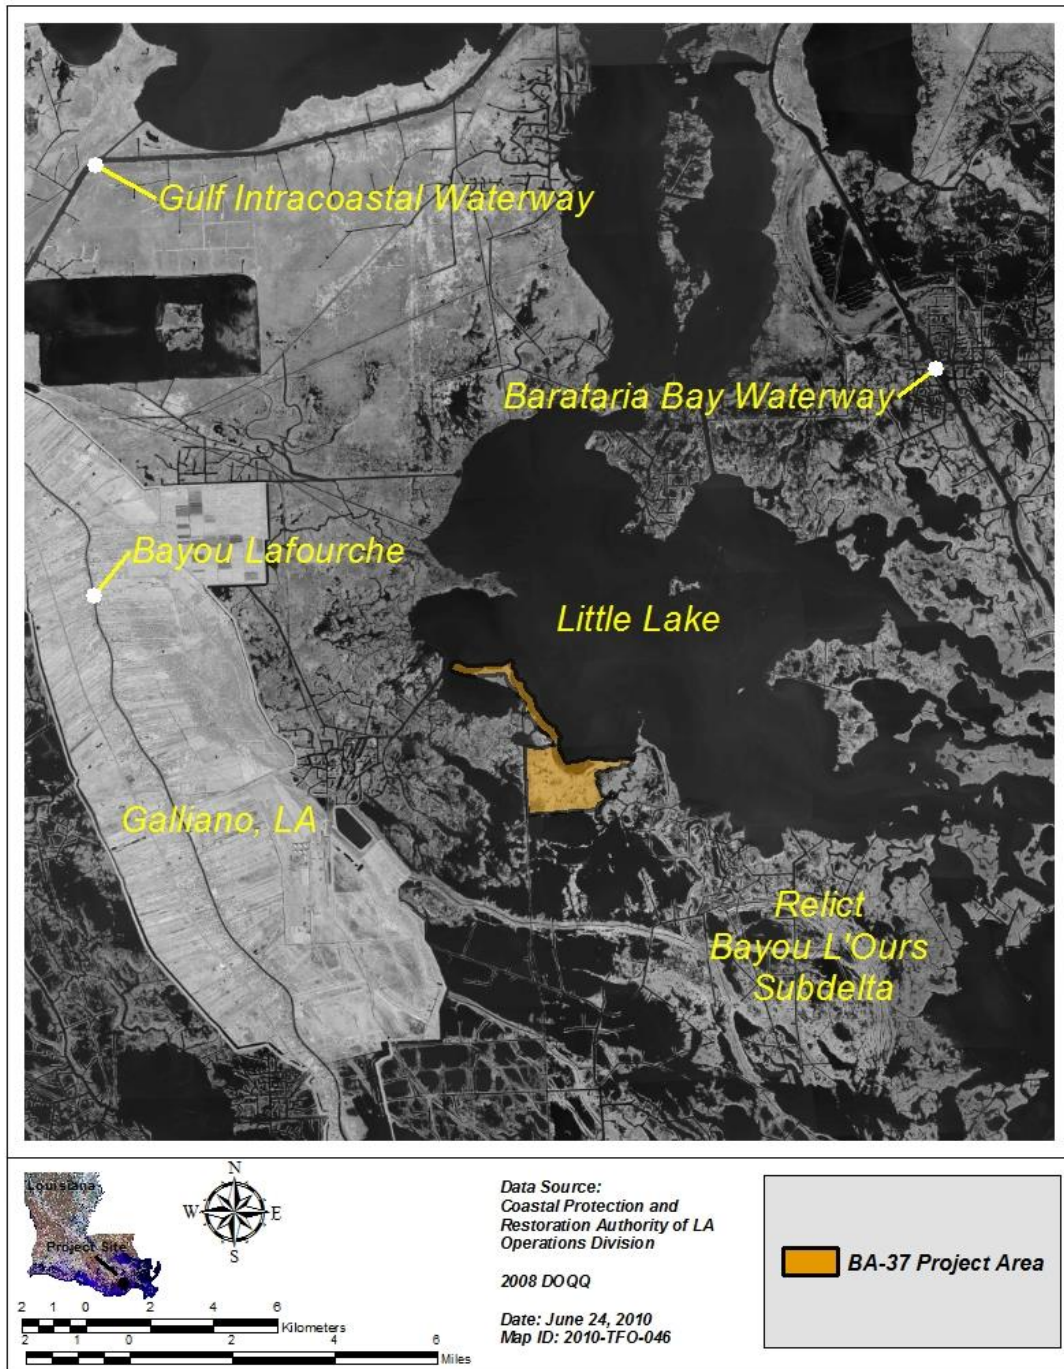 Gulf Intracoastal Waterway
Barataria Bay Waterway
Bayou Lafourche
Little Lake
Galliano, LA
Relict
Bayou L'Ours
Subdelta
Louisiana
Project Site
N
W E
S
2 1 0 2 4 6
Kilometers
2 1 0 2 4 6
Miles
Data Source:
Coastal Protection and
Restoration Authority of LA
Operations Division
2008 DOQQ
Date: June 24, 2010
Map ID: 2010-TFO-046
BA-37 Project Area